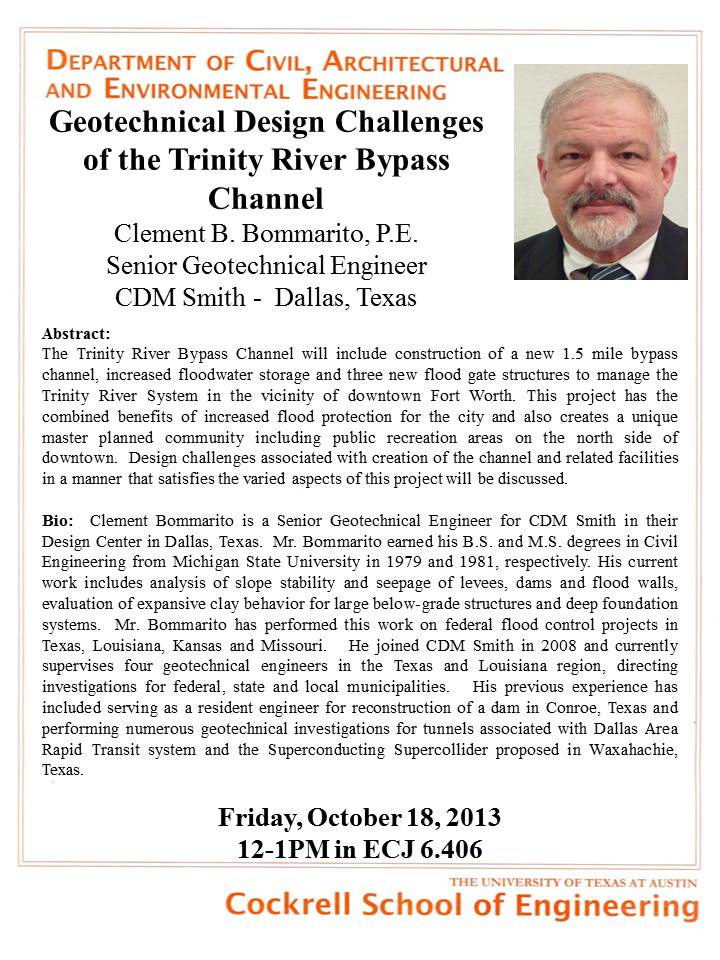 DEPARTMENT OF CIVIL, ARCHITECTURAL
AND ENVIRONMENTAL ENGINEERING
Geotechnical Design Challenges
of the Trinity River Bypass
Channel
Clement B. Bommarito, P.E.
Senior Geotechnical Engineer
CDM Smith - Dallas, Texas
Abstract:
The Trinity River Bypass Channel will include construction of a new 1.5 mile bypass
channel, increased floodwater storage and three new flood gate structures to manage the
Trinity River System in the vicinity of downtown Fort Worth. This project has the
combined benefits of increased flood protection for the city and also creates a unique
master planned community including public recreation areas on the north side of
downtown. Design challenges associated with creation of the channel and related facilities
in a manner that satisfies the varied aspects of this project will be discussed.
Bio: Clement Bommarito is a Senior Geotechnical Engineer for CDM Smith in their
Design Center in Dallas, Texas. Mr. Bommarito earned his B.S. and M.S. degrees in Civil
Engineering from Michigan State University in 1979 and 1981, respectively. His current
work includes analysis of slope stability and seepage of levees, dams and flood walls,
evaluation of expansive clay behavior for large below-grade structures and deep foundation
systems. Mr. Bommarito has performed this work on federal flood control projects in
Texas, Louisiana, Kansas and Missouri. He joined CDM Smith in 2008 and currently
supervises four geotechnical engineers in the Texas and Louisiana region, directing
investigations for federal, state and local municipalities. His previous experience has
included serving as a resident engineer for reconstruction of a dam in Conroe, Texas and
performing numerous geotechnical investigations for tunnels associated with Dallas Area
Rapid Transit system and the Superconducting Supercollider proposed in Waxahachie,
Texas.
Friday, October 18, 2013
12-1PM in ECJ 6.406
THE UNIVERSITY OF TEXAS AT AUSTIN
Cockrell School of Engineering